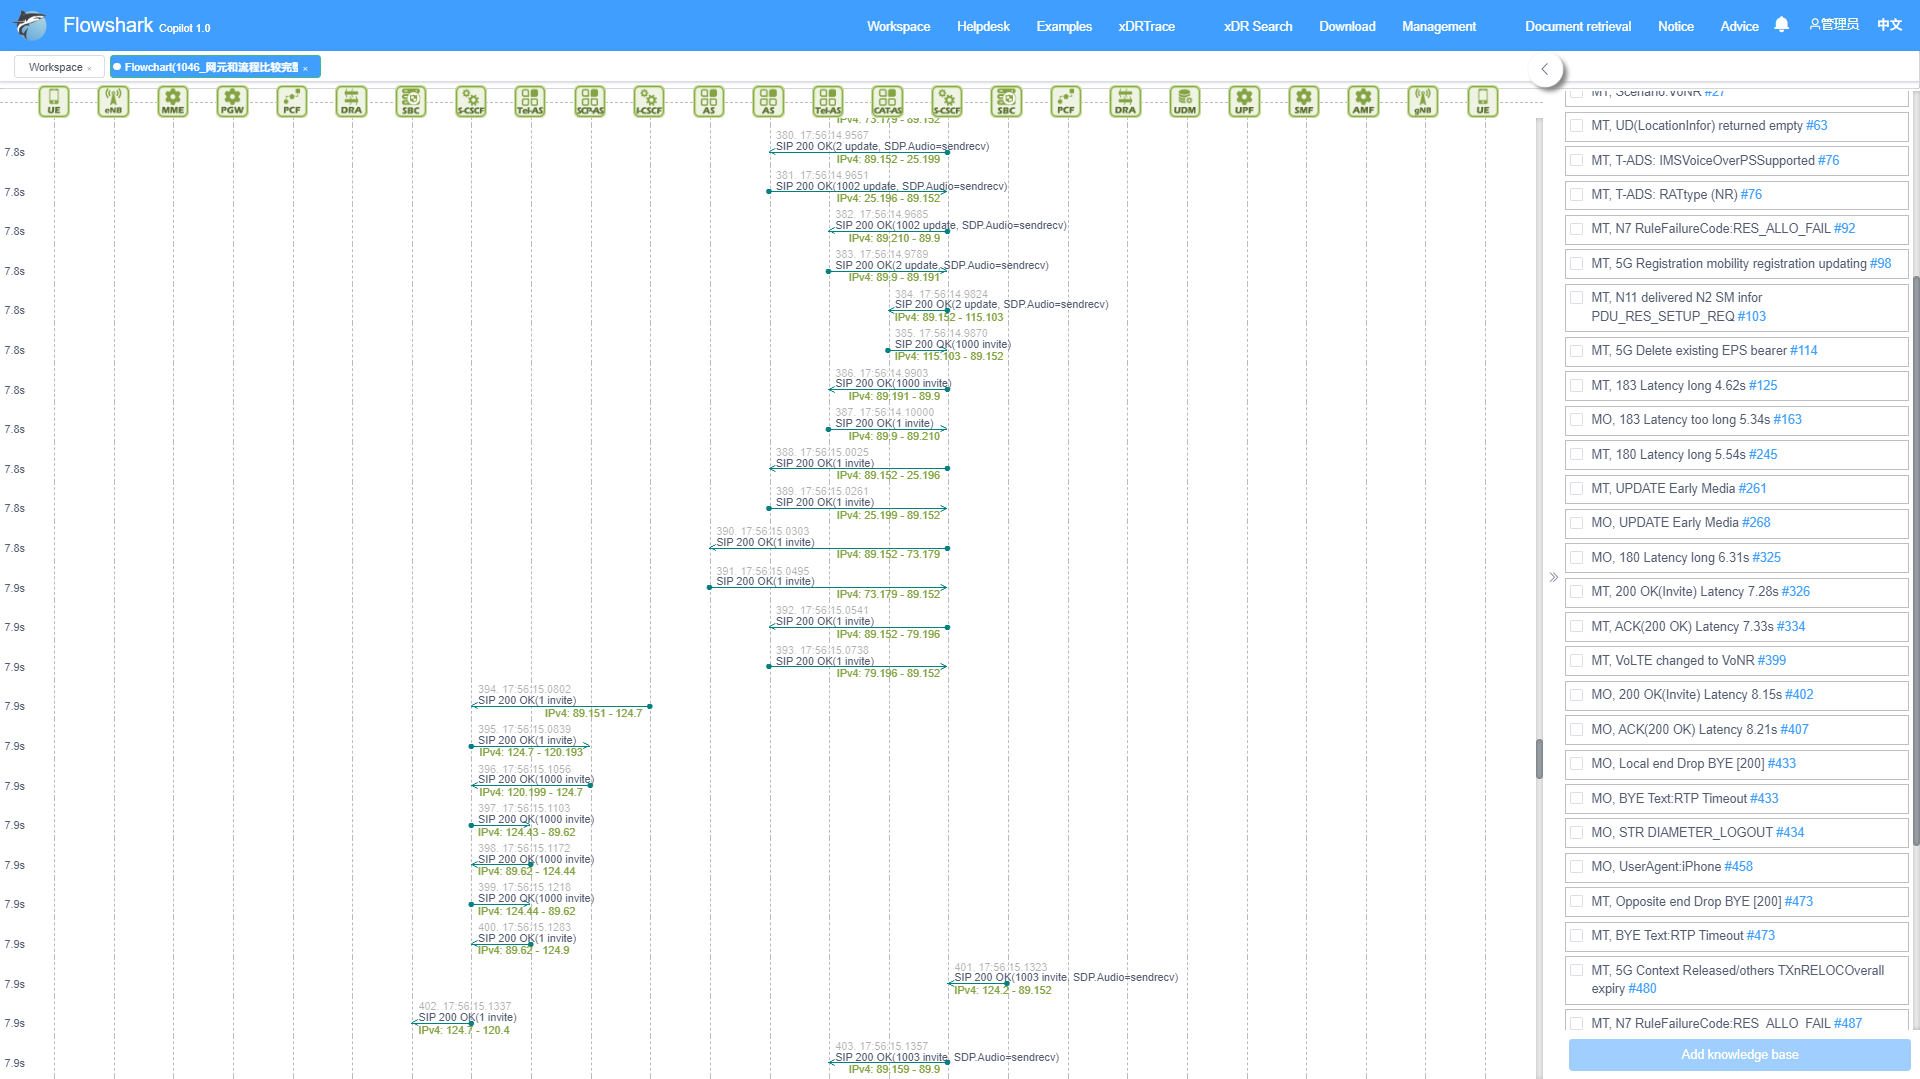 Flowshark Copilot 1.0
Workspace Helpdesk Examples xDRTrace xDR Search Download Management Document retrieval Notice Advice 管理员 中文
Workspace ×
Flowchart(1046_网元和流程比较完整 ×
UE eNB MME PGW PCF DRA SBC S-CSCF Tel-AS SCP-AS I-CSCF AS AS Tel-AS CAT-AS S-CSCF SBC PCF DRA UDM UPF SMF AMF gNB UE
IPv4: 73.179 - 89.152
380. 17:56:14.9567
7.8s SIP 200 OK(2 update, SDP.Audio=sendrecv)
IPv4: 89.152 - 25.199
381. 17:56:14.9651
7.8s SIP 200 OK(1002 update, SDP.Audio=sendrecv)
IPv4: 25.196 - 89.152
382. 17:56:14.9685
7.8s SIP 200 OK(1002 update, SDP.Audio=sendrecv)
IPv4: 89.210 - 89.9
383. 17:56:14.9789
7.8s SIP 200 OK(2 update, SDP.Audio=sendrecv)
IPv4: 89.9 - 89.191
384. 17:56:14.9824
7.8s SIP 200 OK(2 update, SDP.Audio=sendrecv)
IPv4: 89.152 - 115.103
385. 17:56:14.9870
7.8s SIP 200 OK(1000 invite)
IPv4: 115.103 - 89.152
386. 17:56:14.9903
7.8s SIP 200 OK(1000 invite)
IPv4: 89.191 - 89.9
387. 17:56:14.10000
7.8s SIP 200 OK(1 invite)
IPv4: 89.9 - 89.210
388. 17:56:15.0025
7.8s SIP 200 OK(1 invite)
IPv4: 89.152 - 25.196
389. 17:56:15.0261
7.8s SIP 200 OK(1 invite)
IPv4: 25.199 - 89.152
390. 17:56:15.0303
7.8s SIP 200 OK(1 invite)
IPv4: 89.152 - 73.179
391. 17:56:15.0495
7.9s SIP 200 OK(1 invite)
IPv4: 73.179 - 89.152
392. 17:56:15.0541
7.9s SIP 200 OK(1 invite)
IPv4: 89.152 - 79.196
393. 17:56:15.0738
7.9s SIP 200 OK(1 invite)
IPv4: 79.196 - 89.152
394. 17:56:15.0802
7.9s SIP 200 OK(1 invite)
IPv4: 89.151 - 124.7
395. 17:56:15.0839
7.9s SIP 200 OK(1 invite)
IPv4: 124.7 - 120.193
396. 17:56:15.1056
7.9s SIP 200 OK(1000 invite)
IPv4: 120.199 - 124.7
397. 17:56:15.1103
7.9s SIP 200 OK(1000 invite)
IPv4: 124.43 - 89.62
398. 17:56:15.1172
7.9s SIP 200 OK(1000 invite)
IPv4: 89.62 - 124.44
399. 17:56:15.1218
7.9s SIP 200 OK(1000 invite)
IPv4: 124.44 - 89.62
400. 17:56:15.1283
7.9s SIP 200 OK(1 invite)
IPv4: 89.62 - 124.9
401. 17:56:15.1323
7.9s SIP 200 OK(1003 invite, SDP.Audio=sendrecv)
IPv4: 124.2 - 89.152
402. 17:56:15.1337
7.9s SIP 200 OK(1 invite)
IPv4: 124.7 - 120.4
403. 17:56:15.1357
7.9s SIP 200 OK(1003 invite, SDP.Audio=sendrecv)
IPv4: 89.159 - 89.9
MT, Scenario:VoNR #27
MT, UD(LocationInfor) returned empty #63
MT, T-ADS: IMSVoiceOverPSSupported #76
MT, T-ADS: RATtype (NR) #76
MT, N7 RuleFailureCode:RES_ALLO_FAIL #92
MT, 5G Registration mobility registration updating #98
MT, N11 delivered N2 SM infor
PDU_RES_SETUP_REQ #103
MT, 5G Delete existing EPS bearer #114
MT, 183 Latency long 4.62s #125
MO, 183 Latency too long 5.34s #163
MT, 180 Latency long 5.54s #245
MT, UPDATE Early Media #261
MO, UPDATE Early Media #268
MO, 180 Latency long 6.31s #325
MT, 200 OK(Invite) Latency 7.28s #326
MT, ACK(200 OK) Latency 7.33s #334
MT, VoLTE changed to VoNR #399
MO, 200 OK(Invite) Latency 8.15s #402
MO, ACK(200 OK) Latency 8.21s #407
MO, Local end Drop BYE [200] #433
MO, BYE Text:RTP Timeout #433
MO, STR DIAMETER_LOGOUT #434
MO, UserAgent:iPhone #458
MT, Opposite end Drop BYE [200] #473
MT, BYE Text:RTP Timeout #473
MT, 5G Context Released/others TXnRELOCOverall
expiry #480
MT, N7 RuleFailureCode:RES_ALLO_FAIL #487
Add knowledge base